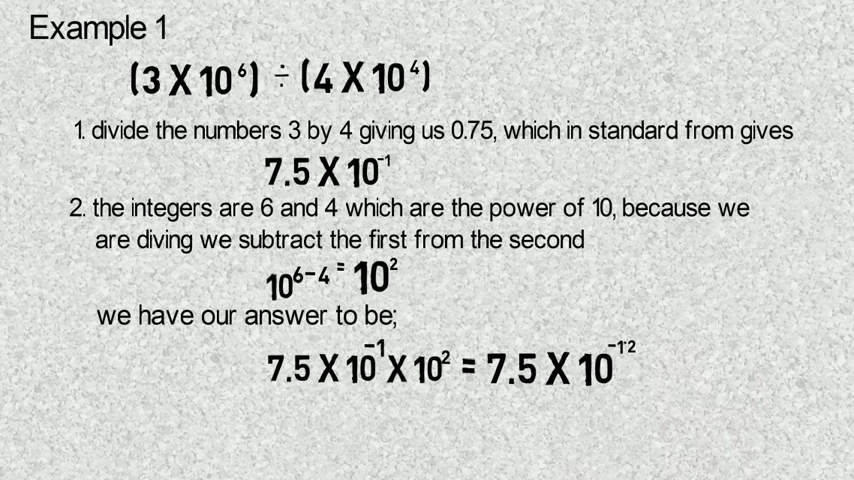 Example 1
(3 X 10⁶) ÷ (4 X 10⁴)
1. divide the numbers 3 by 4 giving us 0.75, which in standard from gives
7.5 X 10⁻¹
2. the integers are 6 and 4 which are the power of 10, because we
are diving we subtract the first from the second
10⁶⁻⁴ = 10²
we have our answer to be;
7.5 X 10⁻¹ X 10² = 7.5 X 10⁻¹˙²